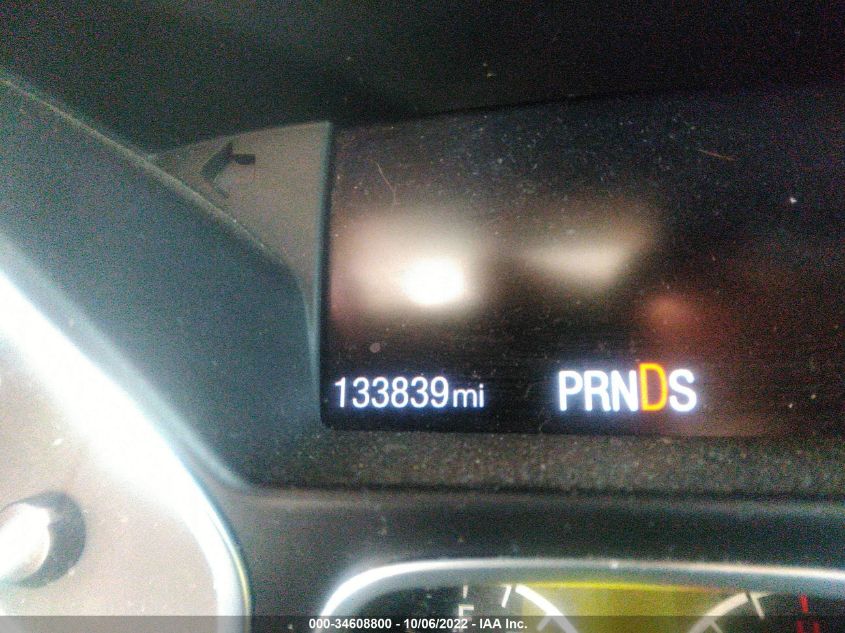 133839mi PRNDS
F
000-34608800 - 10/06/2022 - IAA Inc.